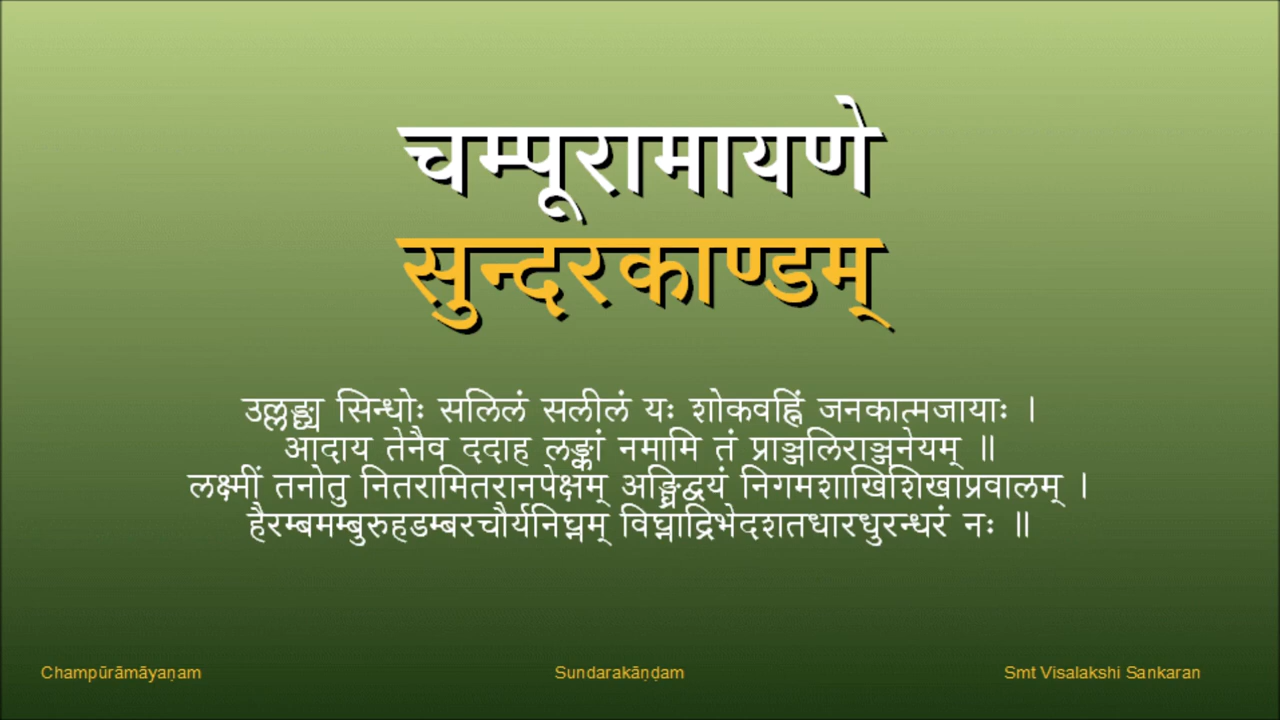 चम्पूरामायणे
सुन्दरकाण्डम्
उल्लङ्घ्य सिन्धोः सलिलं सलीलं यः शोकवह्निं जनकात्मजायाः ।
आदाय तेनैव ददाह लङ्कां नमामि तं प्राञ्जलिराञ्जनेयम् ॥
लक्ष्मीं तनोतु नितरामितरानपेक्षम् अङ्घ्रिद्वयं निगमशाखिशिखाप्रवालम् ।
हैरम्बमम्बुरुहडम्बरचौर्यनिघ्नम् विघ्नाद्रिभेदशतधारधुरन्धरं नः ॥
Champūrāmāyaṇam
Sundarakāṇḍam
Smt Visalakshi Sankaran